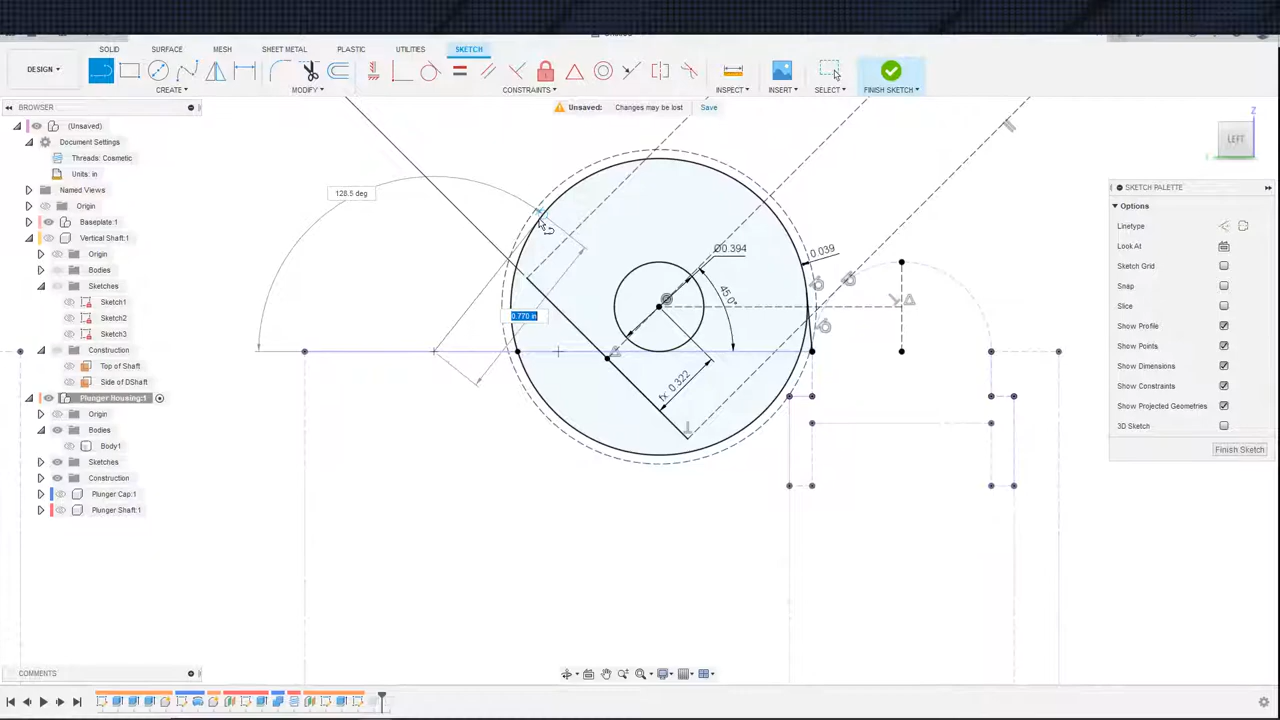 SOLID SURFACE MESH SHEET METAL PLASTIC UTILITIES SKETCH
DESIGN
CREATE MODIFY CONSTRAINTS INSPECT INSERT SELECT FINISH SKETCH
BROWSER
Unsaved: Changes may be lost Save
(Unsaved)
Document Settings
Threads: Cosmetic
Units: in
Named Views
Origin
Baseplate:1
Vertical Shaft:1
Origin
Bodies
Sketches
Sketch1
Sketch2
Sketch3
Construction
Top of Shaft
Side of DShaft
Plunger Housing:1
Origin
Bodies
Body1
Sketches
Construction
Plunger Cap:1
Plunger Shaft:1
128.5 deg
0.770 in
Ø0.394
0.039
45.0°
fx: 0.322
Z
LEFT
SKETCH PALETTE
Options
Linetype
Look At
Sketch Grid
Snap
Slice
Show Profile
Show Points
Show Dimensions
Show Constraints
Show Projected Geometries
3D Sketch
Finish Sketch
COMMENTS